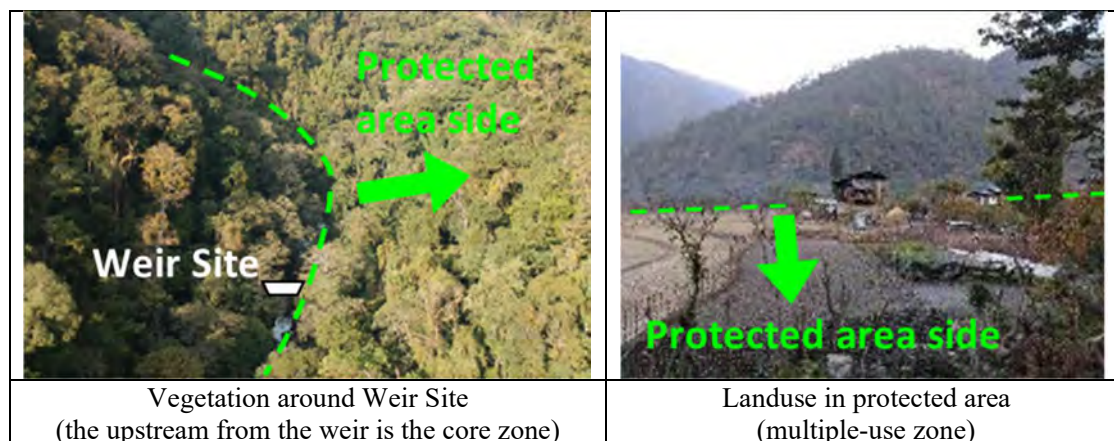 Protected
area side
Weir Site
Protected area side
Vegetation around Weir Site
(the upstream from the weir is the core zone)
Landuse in protected area
(multiple-use zone)